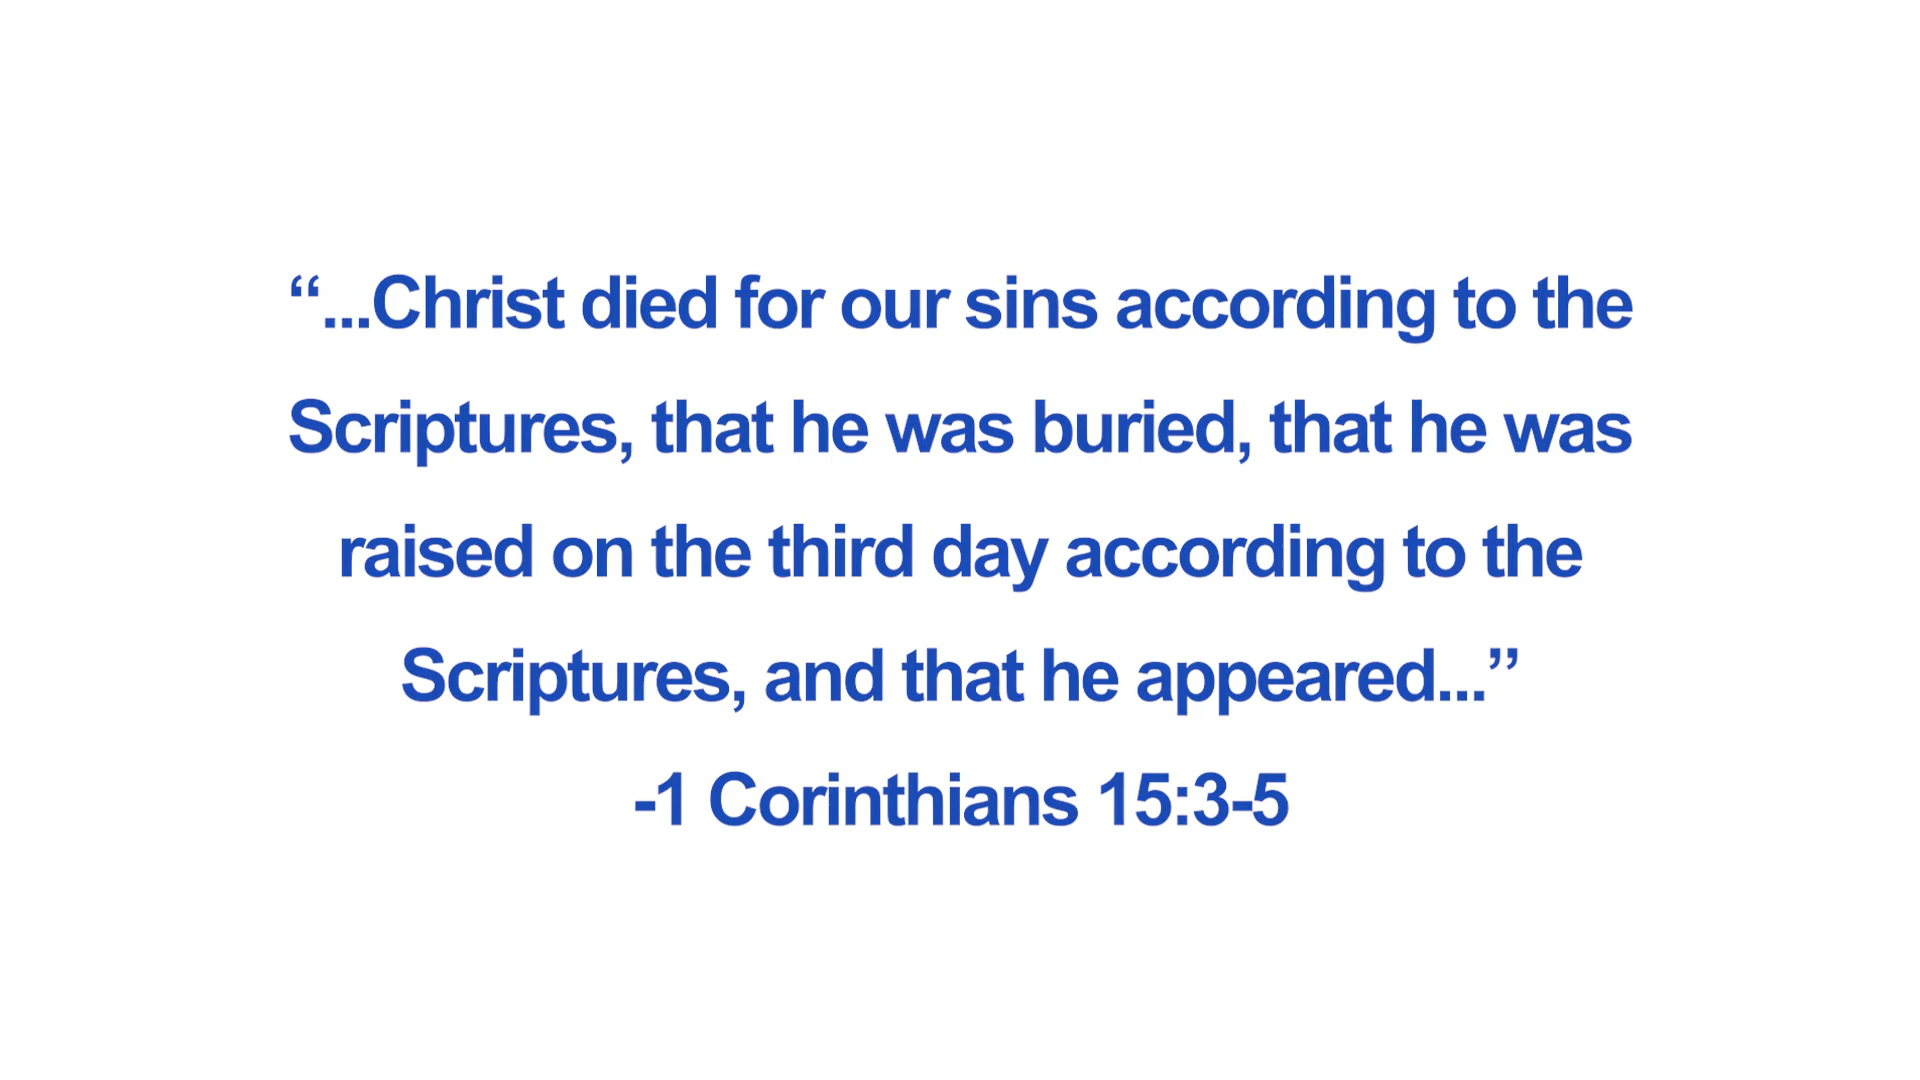 “...Christ died for our sins according to the
Scriptures, that he was buried, that he was
raised on the third day according to the
Scriptures, and that he appeared...”
-1 Corinthians 15:3-5